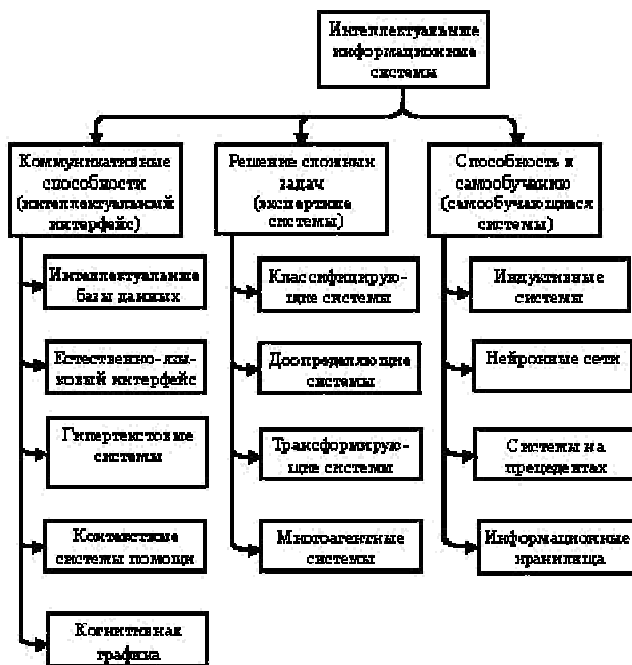 Интеллектуальные
информационные
системы
Коммуникативные
способности
(интеллектуальный
интерфейс)
Интеллектуальные
базы данных
Естественно-язы-
ковый интерфейс
Гипертекстовые
системы
Контекстные
системы помощи
Когнитивная
графика
Решение сложных
задач
(экспертные
системы)
Классифицирую-
щие системы
Доопределяющие
системы
Трансформирую-
щие системы
Многоагентные
системы
Способность к
самообучению
(самообучающиеся
системы)
Индуктивные
системы
Нейронные сети
Системы на
прецедентах
Информационные
хранилища